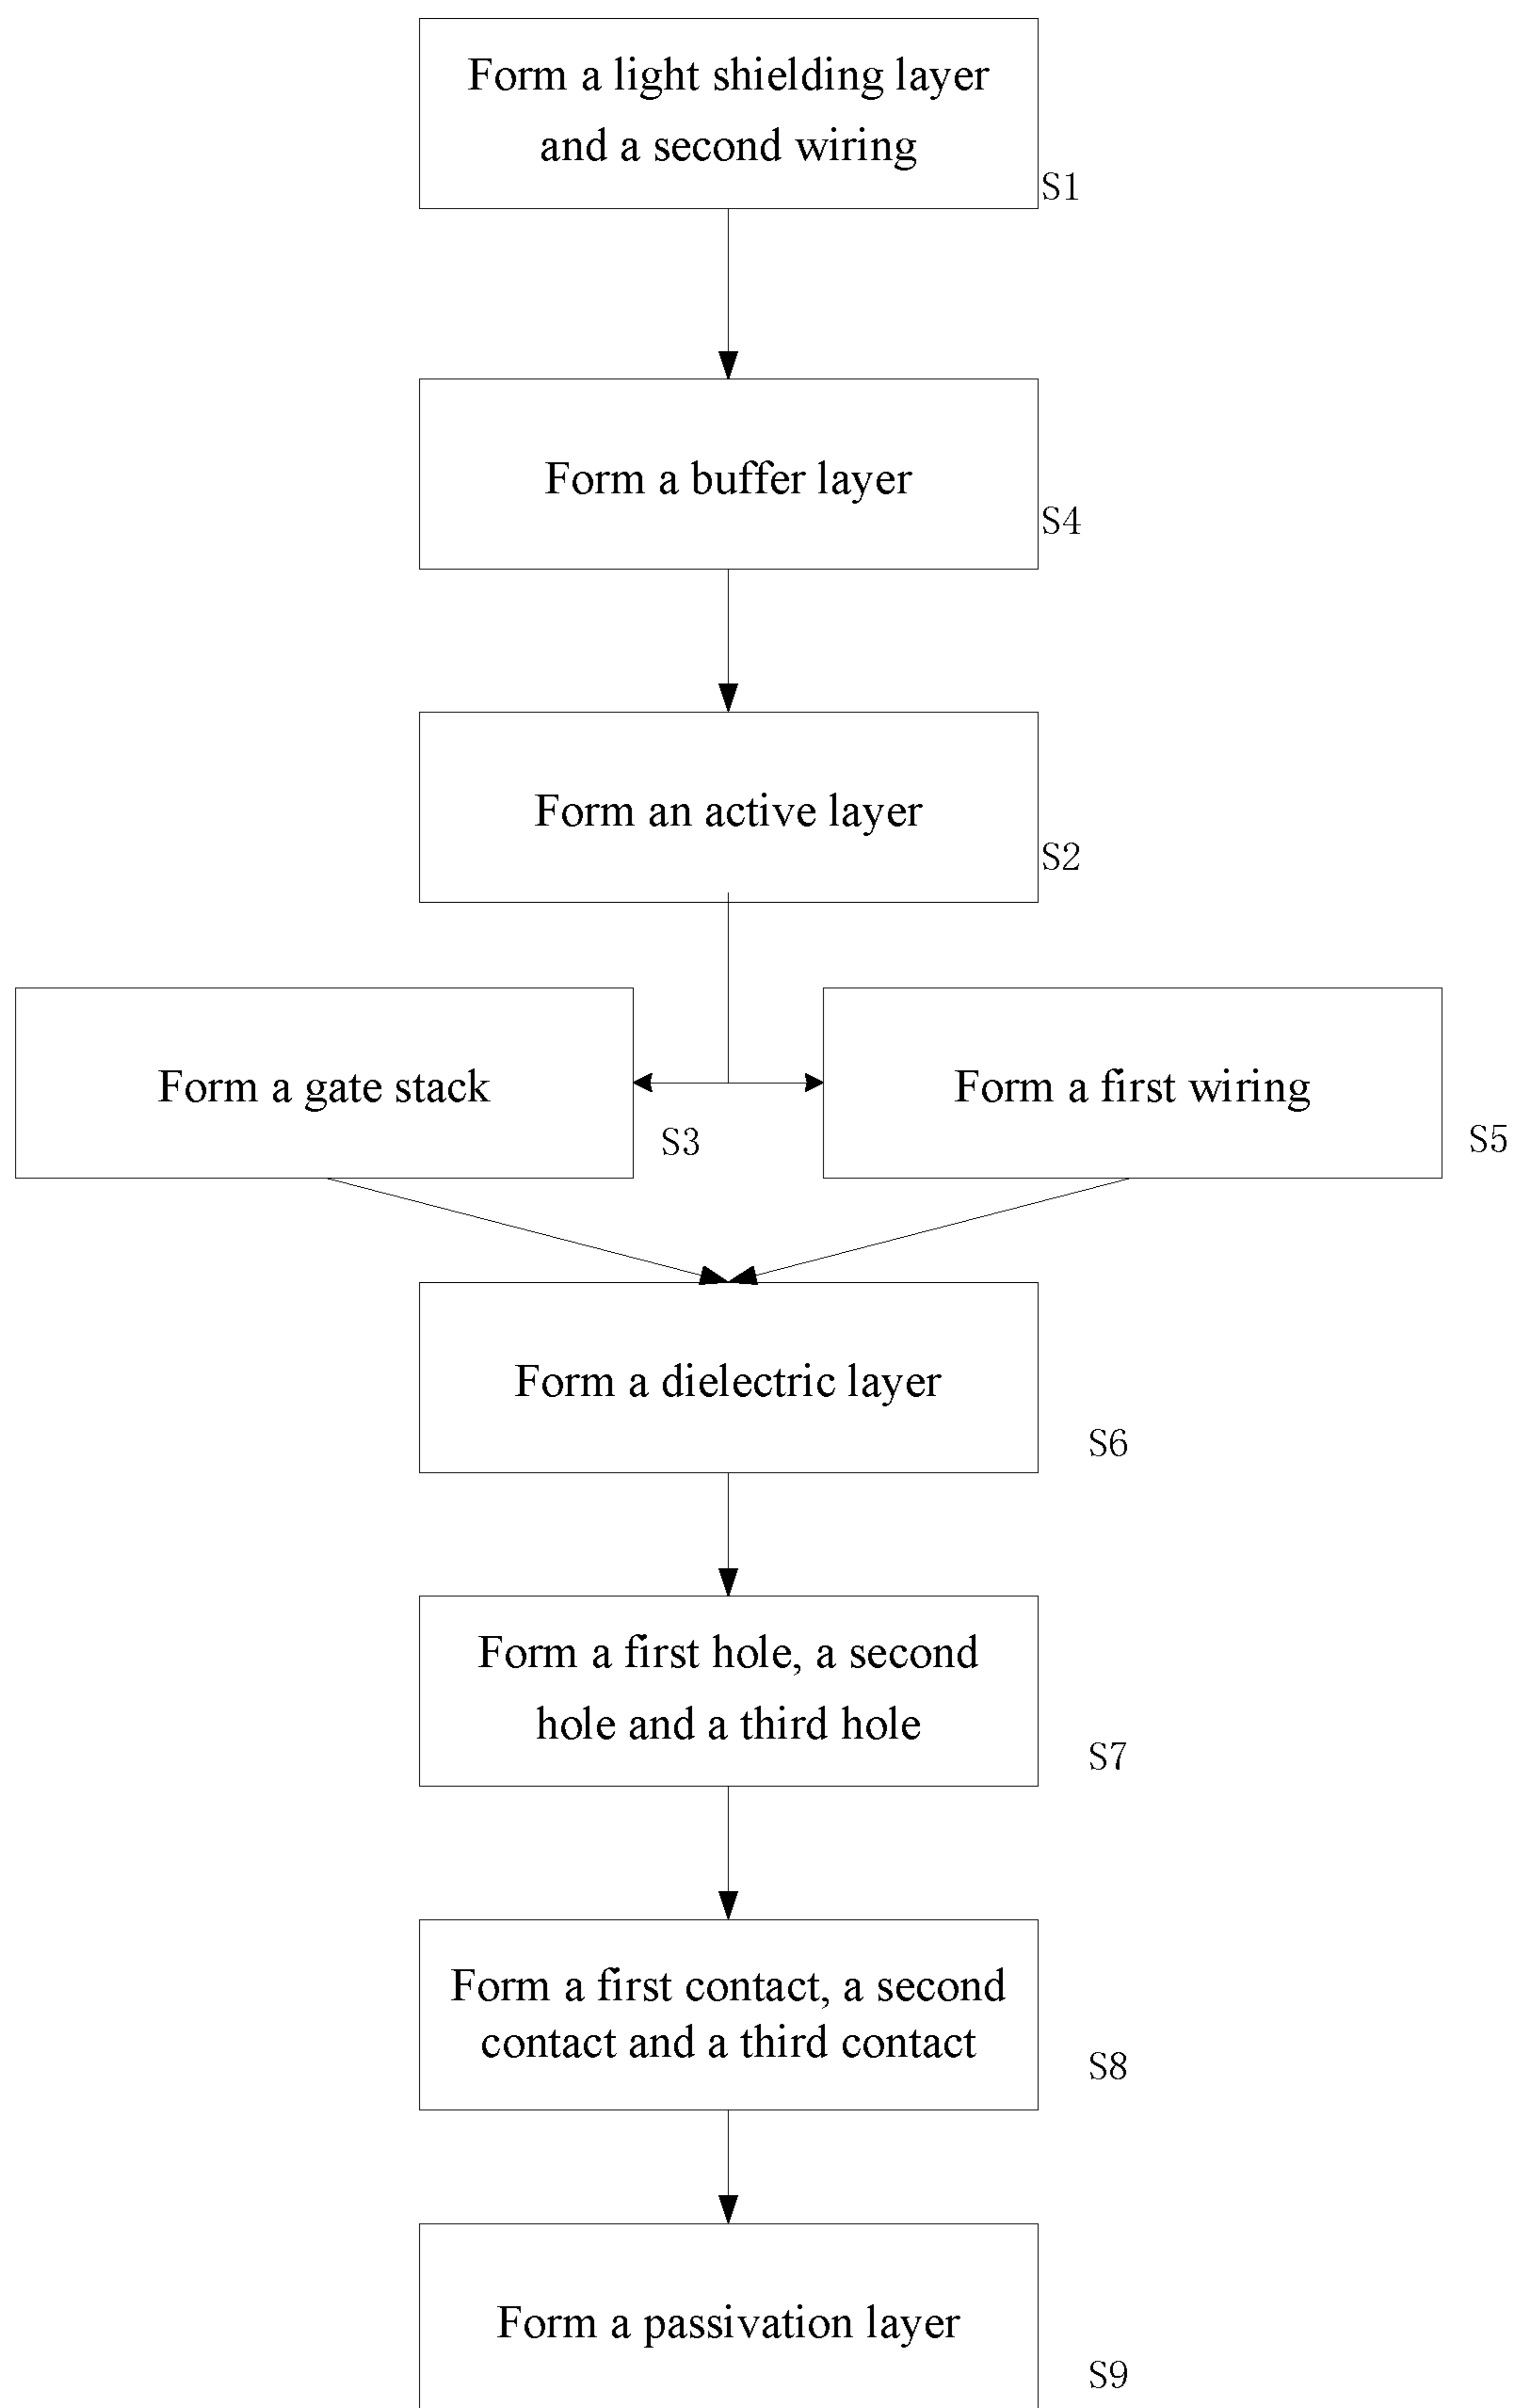 Form a light shielding layer
and a second wiring
S1
Form a buffer layer
S4
Form an active layer
S2
Form a gate stack
S3
Form a first wiring
S5
Form a dielectric layer
S6
Form a first hole, a second
hole and a third hole
S7
Form a first contact, a second
contact and a third contact
S8
Form a passivation layer
S9